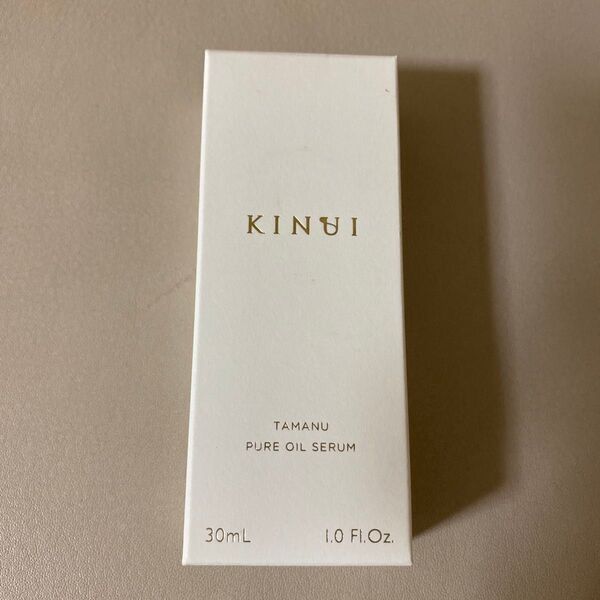 KINUI
TAMANU
PURE OIL SERUM
30mL 1.0 Fl.Oz.